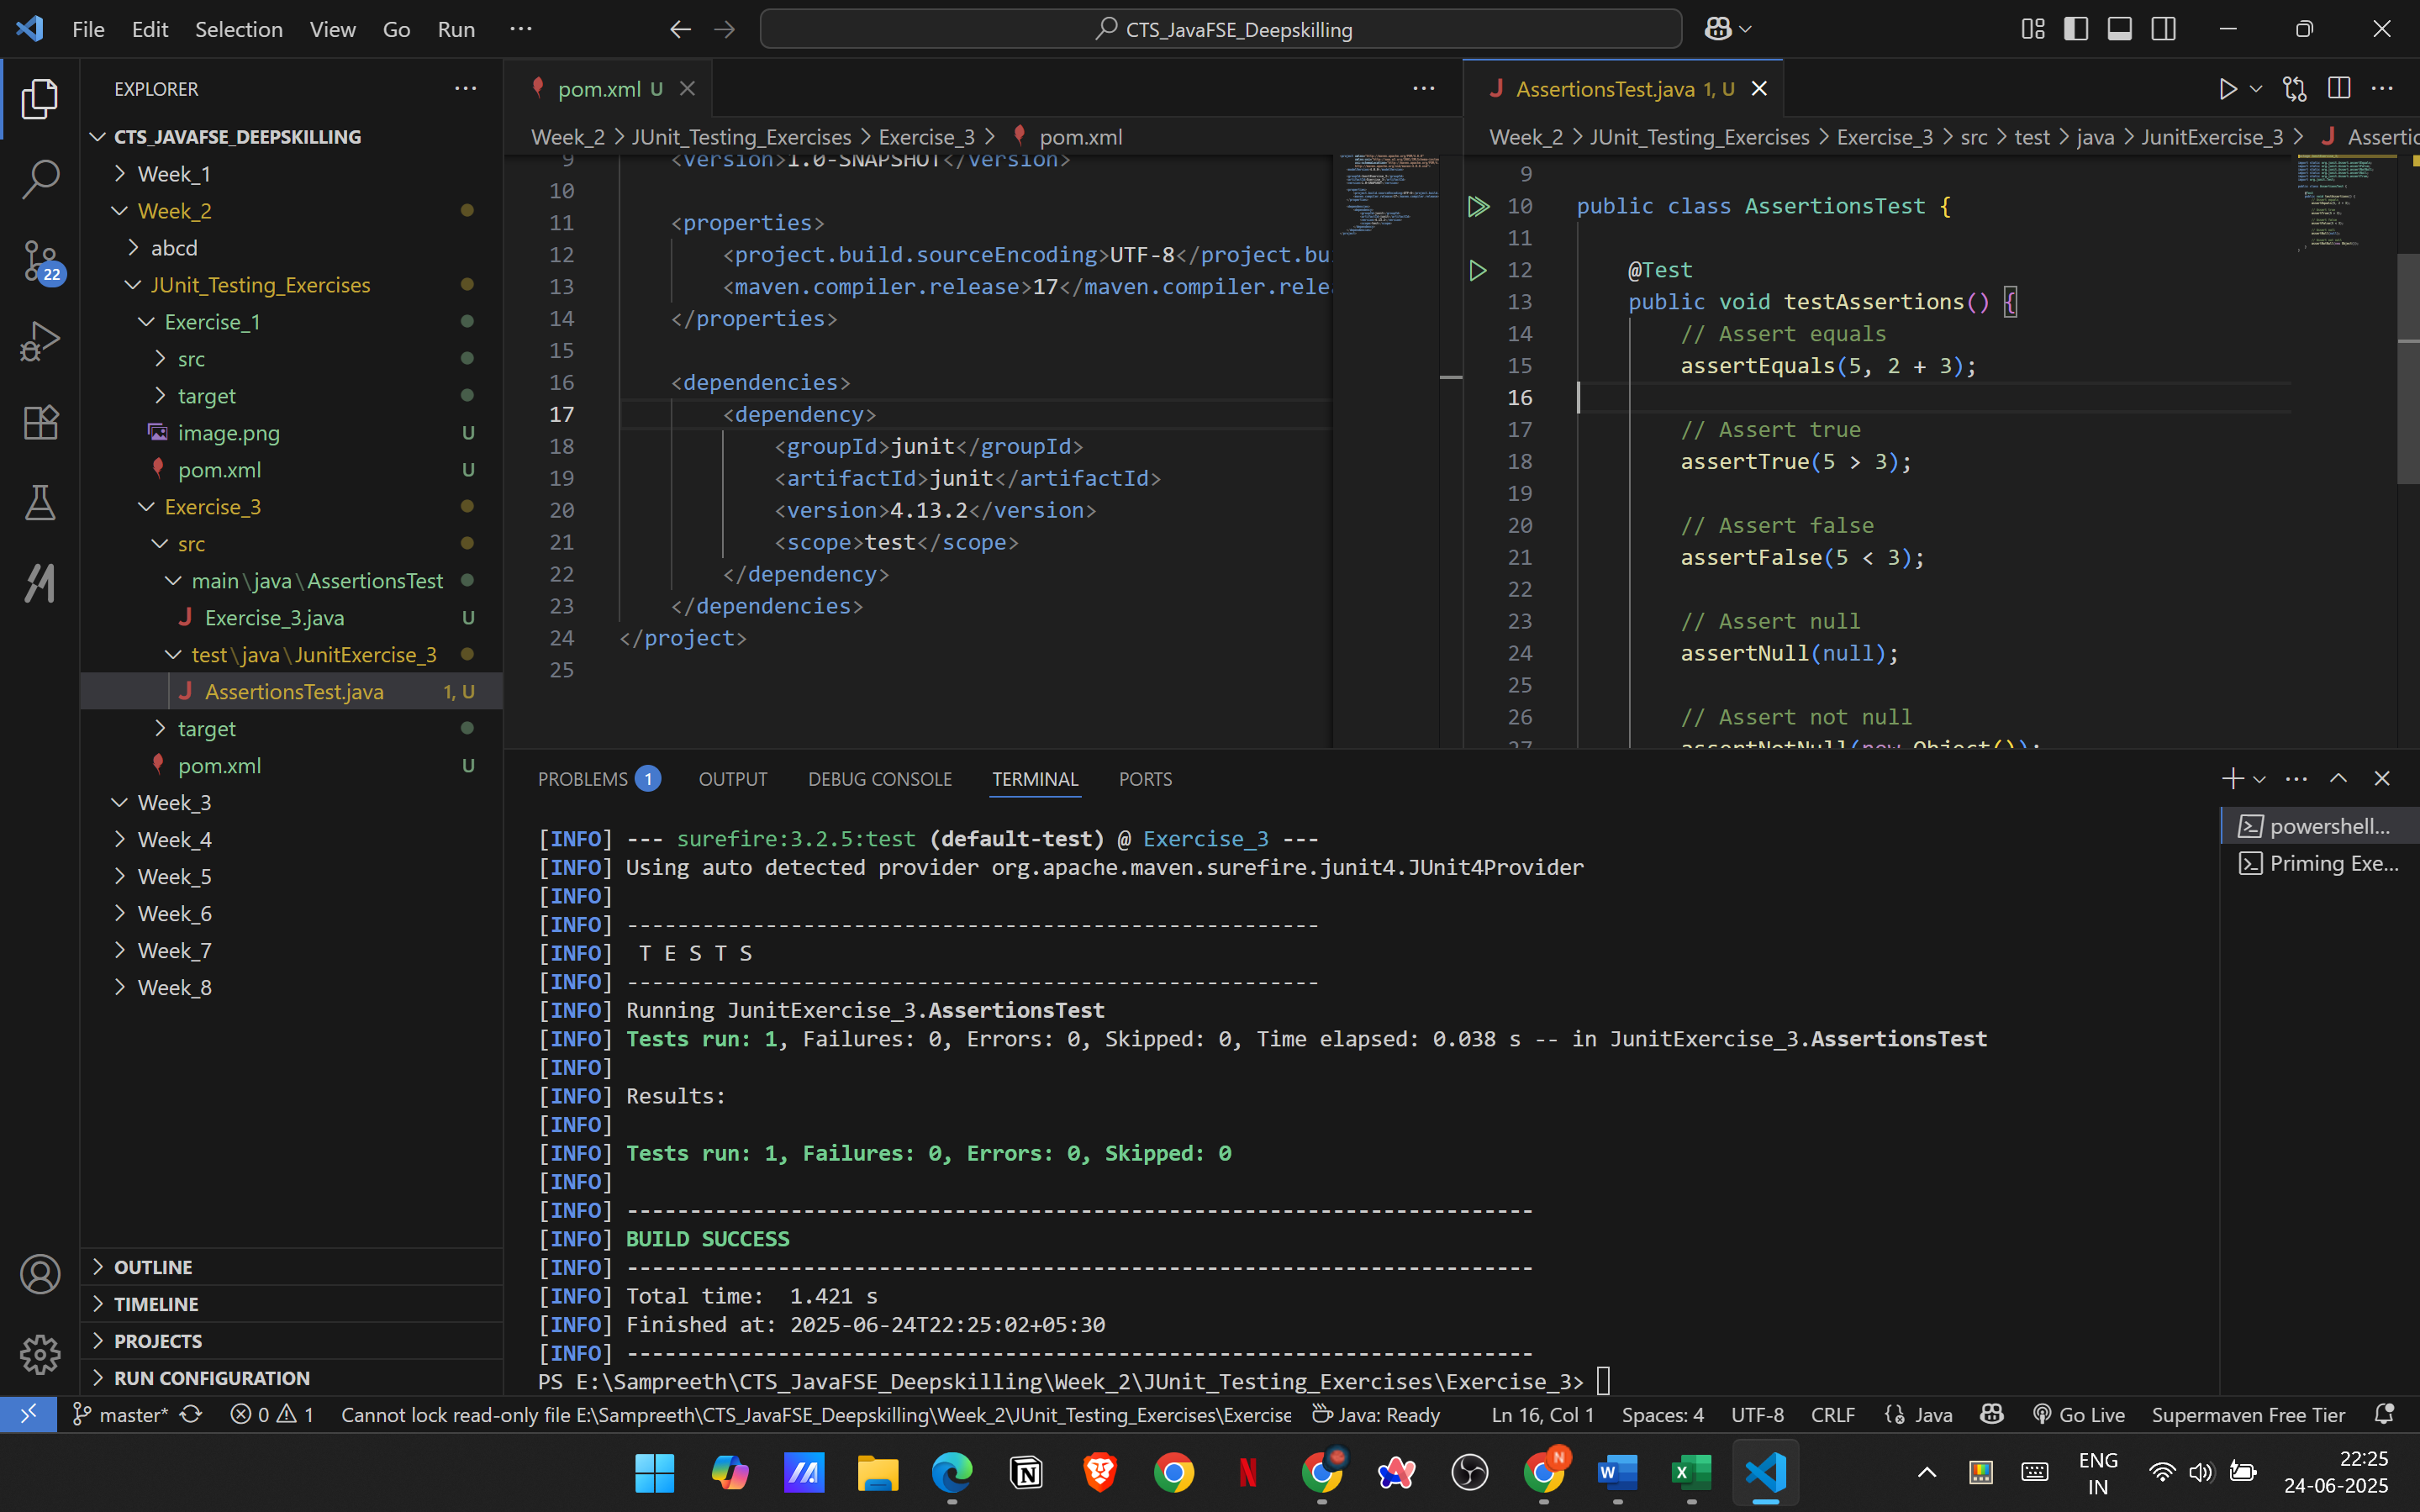 File Edit Selection View Go Run ···
CTS_JavaFSE_Deepskilling
EXPLORER
CTS_JAVAFSE_DEEPSKILLING
Week_1
Week_2
abcd
JUnit_Testing_Exercises
Exercise_1
src
target
image.png U
pom.xml U
Exercise_3
src
main\java\AssertionsTest
Exercise_3.java U
test\java\JunitExercise_3
AssertionsTest.java 1, U
target
pom.xml U
Week_3
Week_4
Week_5
Week_6
Week_7
Week_8
OUTLINE
TIMELINE
PROJECTS
RUN CONFIGURATION
22
pom.xml U
Week_2 > JUnit_Testing_Exercises > Exercise_3 > pom.xml
9 <version>1.0-SNAPSHOT</version>
10
11 <properties>
12 <project.build.sourceEncoding>UTF-8</project.bu
13 <maven.compiler.release>17</maven.compiler.rele
14 </properties>
15
16 <dependencies>
17 <dependency>
18 <groupId>junit</groupId>
19 <artifactId>junit</artifactId>
20 <version>4.13.2</version>
21 <scope>test</scope>
22 </dependency>
23 </dependencies>
24 </project>
25
AssertionsTest.java 1, U
Week_2 > JUnit_Testing_Exercises > Exercise_3 > src > test > java > JunitExercise_3 > Asserti
9
10 public class AssertionsTest {
11
12 @Test
13 public void testAssertions() {
14 // Assert equals
15 assertEquals(5, 2 + 3);
16
17 // Assert true
18 assertTrue(5 > 3);
19
20 // Assert false
21 assertFalse(5 < 3);
22
23 // Assert null
24 assertNull(null);
25
26 // Assert not null
27 assertNotNull(new Object());
PROBLEMS 1 OUTPUT DEBUG CONSOLE TERMINAL PORTS
[INFO] --- surefire:3.2.5:test (default-test) @ Exercise_3 ---
[INFO] Using auto detected provider org.apache.maven.surefire.junit4.JUnit4Provider
[INFO]
[INFO] -------------------------------------------------------
[INFO] T E S T S
[INFO] -------------------------------------------------------
[INFO] Running JunitExercise_3.AssertionsTest
[INFO] Tests run: 1, Failures: 0, Errors: 0, Skipped: 0, Time elapsed: 0.038 s -- in JunitExercise_3.AssertionsTest
[INFO]
[INFO] Results:
[INFO]
[INFO] Tests run: 1, Failures: 0, Errors: 0, Skipped: 0
[INFO]
[INFO] ------------------------------------------------------------------------
[INFO] BUILD SUCCESS
[INFO] ------------------------------------------------------------------------
[INFO] Total time:  1.421 s
[INFO] Finished at: 2025-06-24T22:25:02+05:30
[INFO] ------------------------------------------------------------------------
PS E:\Sampreeth\CTS_JavaFSE_Deepskilling\Week_2\JUnit_Testing_Exercises\Exercise_3>
powershell...
Priming Exe...
master* 0 1 Cannot lock read-only file E:\Sampreeth\CTS_JavaFSE_Deepskilling\Week_2\JUnit_Testing_Exercises\Exercise Java: Ready Ln 16, Col 1 Spaces: 4 UTF-8 CRLF {} Java Go Live Supermaven Free Tier
ENG
IN
22:25
24-06-2025